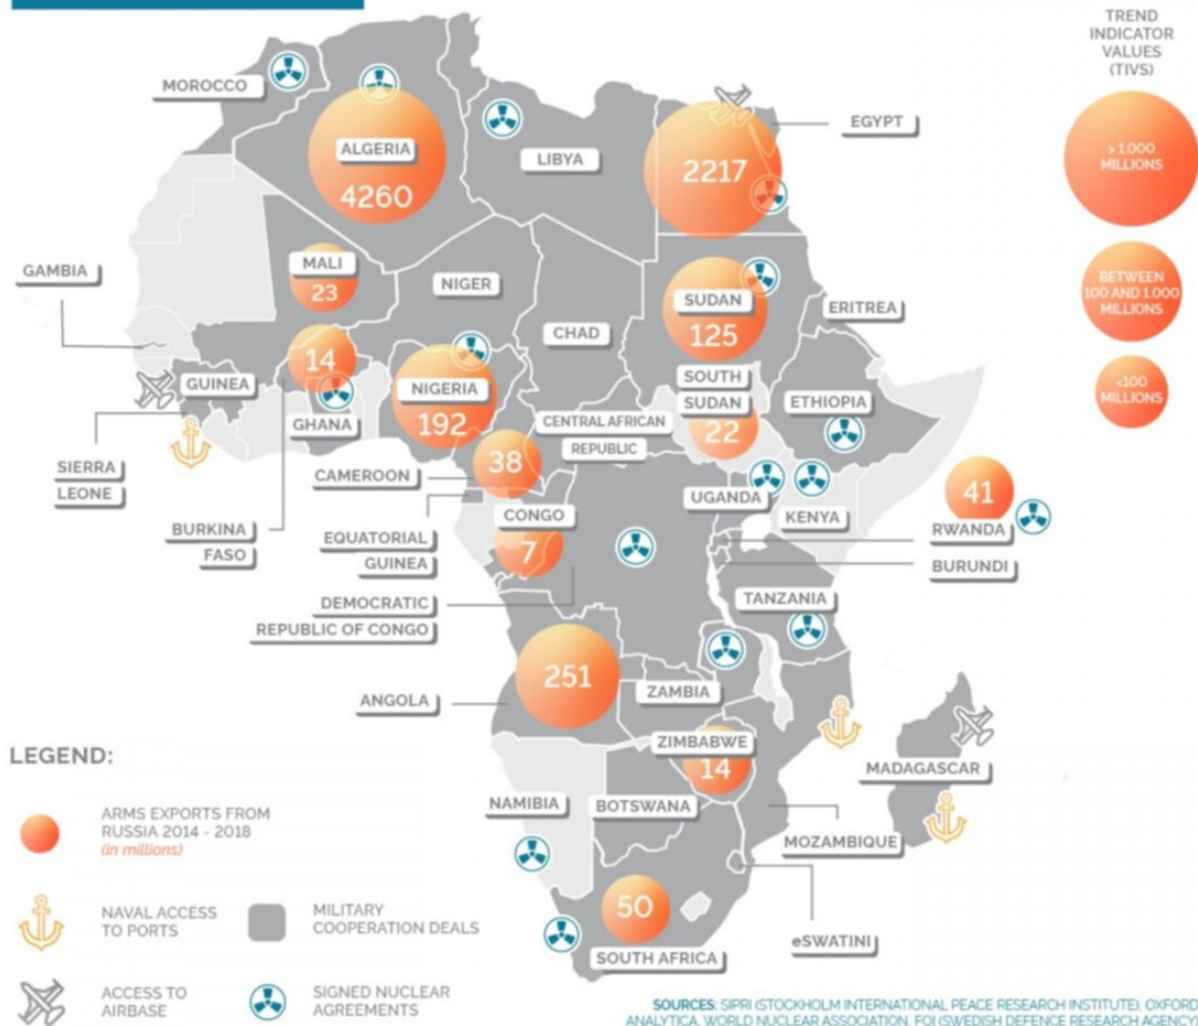 TREND
INDICATOR
VALUES
(TIVS)
> 1.000
MILLIONS
BETWEEN
100 AND 1.000
MILLIONS
<100
MILLIONS
MOROCCO
ALGERIA
4260
LIBYA
EGYPT
2217
GAMBIA
MALI
23
NIGER
CHAD
SUDAN
125
ERITREA
14
GUINEA
GHANA
NIGERIA
192
SOUTH
SUDAN
22
ETHIOPIA
CENTRAL AFRICAN
REPUBLIC
SIERRA
LEONE
CAMEROON
38
UGANDA
KENYA
41
RWANDA
BURUNDI
BURKINA
FASO
EQUATORIAL
GUINEA
CONGO
7
DEMOCRATIC
REPUBLIC OF CONGO
TANZANIA
ANGOLA
251
ZAMBIA
ZIMBABWE
14
MADAGASCAR
NAMIBIA
BOTSWANA
MOZAMBIQUE
50
SOUTH AFRICA
eSWATINI
LEGEND:
ARMS EXPORTS FROM
RUSSIA 2014 - 2018
(in millions)
NAVAL ACCESS
TO PORTS
MILITARY
COOPERATION DEALS
ACCESS TO
AIRBASE
SIGNED NUCLEAR
AGREEMENTS
SOURCES: SIPRI (STOCKHOLM INTERNATIONAL PEACE RESEARCH INSTITUTE), OXFORD
ANALYTICA, WORLD NUCLEAR ASSOCIATION, FOI (SWEDISH DEFENCE RESEARCH AGENCY)